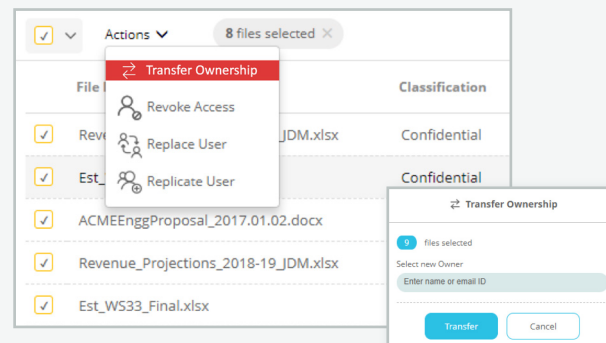 Actions 8 files selected ×
Transfer Ownership
File Classification
Revoke Access
JDM.xlsx Confidential
Replace User
Est_ Confidential
Replicate User
Transfer Ownership
ACMEEnggProposal_2017.01.02.docx
9 files selected
Select new Owner
Revenue_Projections_2018-19_JDM.xlsx
Enter name or email ID
Est_WS33_Final.xlsx
Transfer Cancel